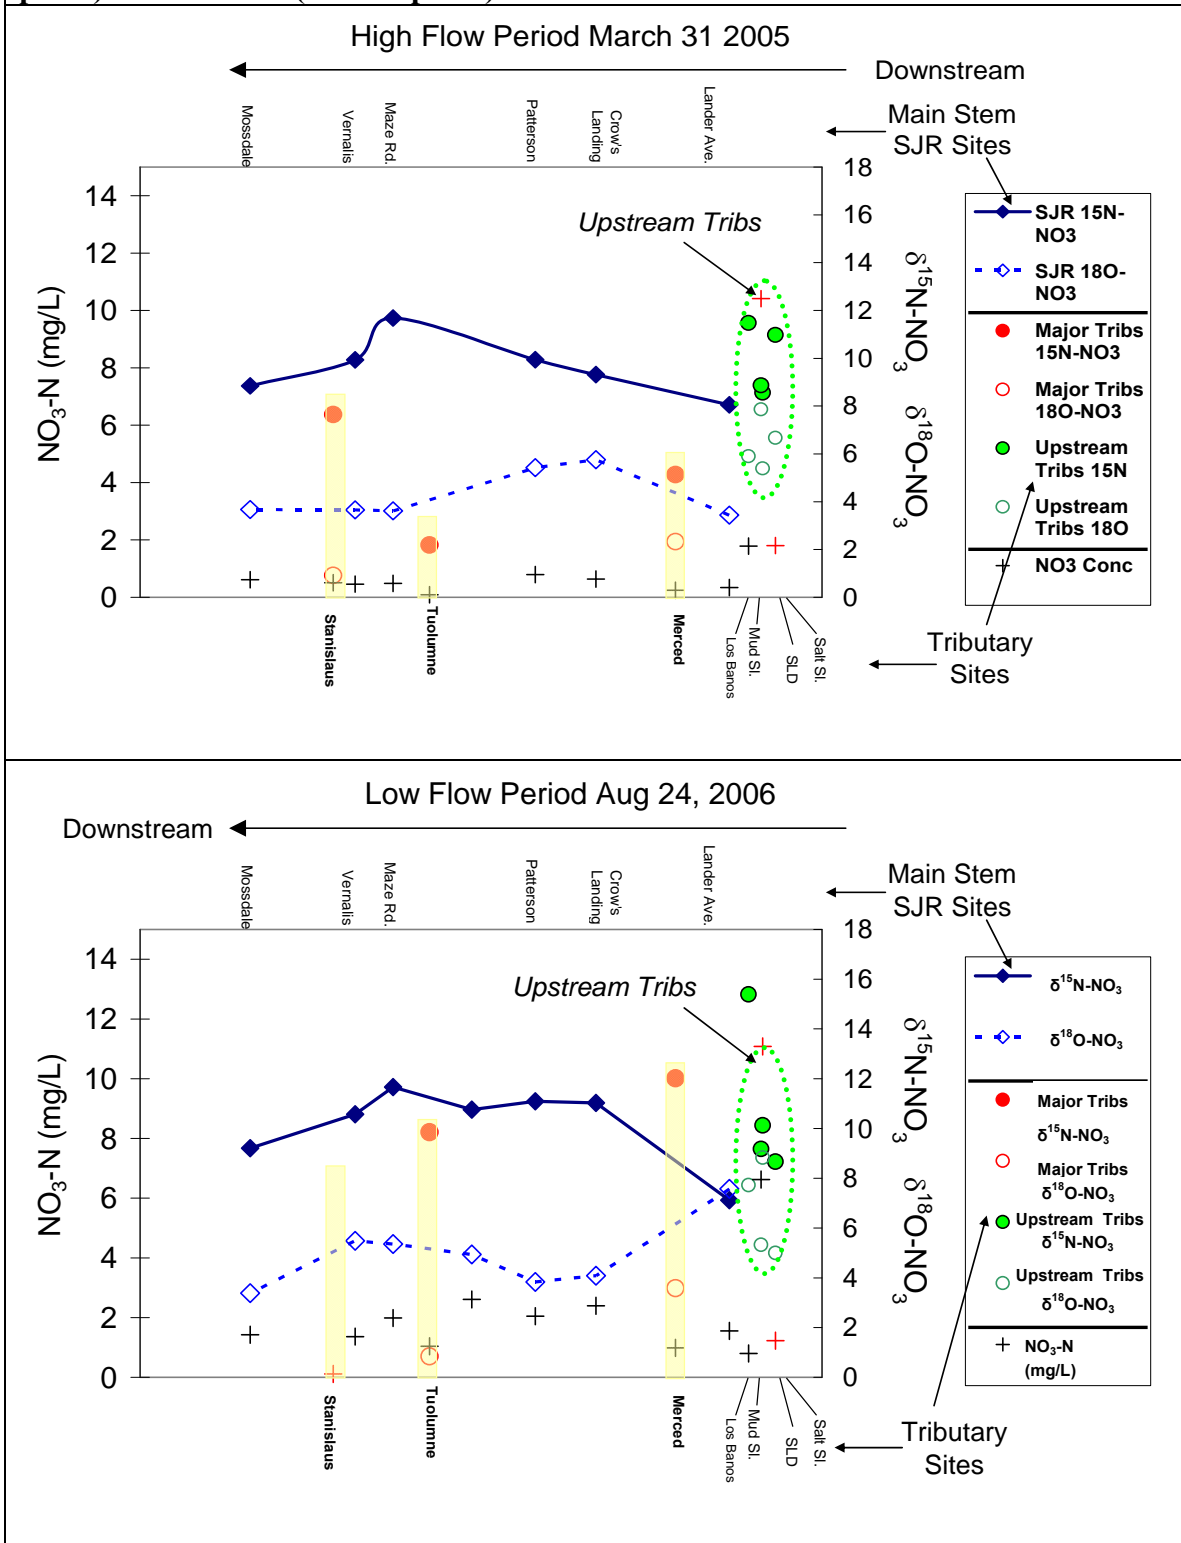 High Flow Period March 31 2005
Downstream
Mossdale
Vernalis
Maze Rd.
Patterson
Crow's
Landing
Lander Ave.
Main Stem
SJR Sites
Upstream Tribs
NO3-N (mg/L)
14
12
10
8
6
4
2
0
18
16
14
12
10
8
6
4
2
0
δ15N-NO3
δ18O-NO3
SJR 15N-
NO3
SJR 18O-
NO3
Major Tribs
15N-NO3
Major Tribs
18O-NO3
Upstream
Tribs 15N
Upstream
Tribs 18O
NO3 Conc
Stanislaus
Tuolumne
Merced
Los Banos
Mud Sl.
SLD
Salt Sl.
Tributary
Sites
Low Flow Period Aug 24, 2006
Downstream
Mossdale
Vernalis
Maze Rd.
Patterson
Crow's
Landing
Lander Ave.
Main Stem
SJR Sites
Upstream Tribs
NO3-N (mg/L)
14
12
10
8
6
4
2
0
18
16
14
12
10
8
6
4
2
0
δ15N-NO3
δ18O-NO3
δ15N-NO3
δ18O-NO3
Major Tribs
δ15N-NO3
Major Tribs
δ18O-NO3
Upstream Tribs
δ15N-NO3
Upstream Tribs
δ18O-NO3
NO3-N
(mg/L)
Stanislaus
Tuolumne
Merced
Los Banos
Mud Sl.
SLD
Salt Sl.
Tributary
Sites